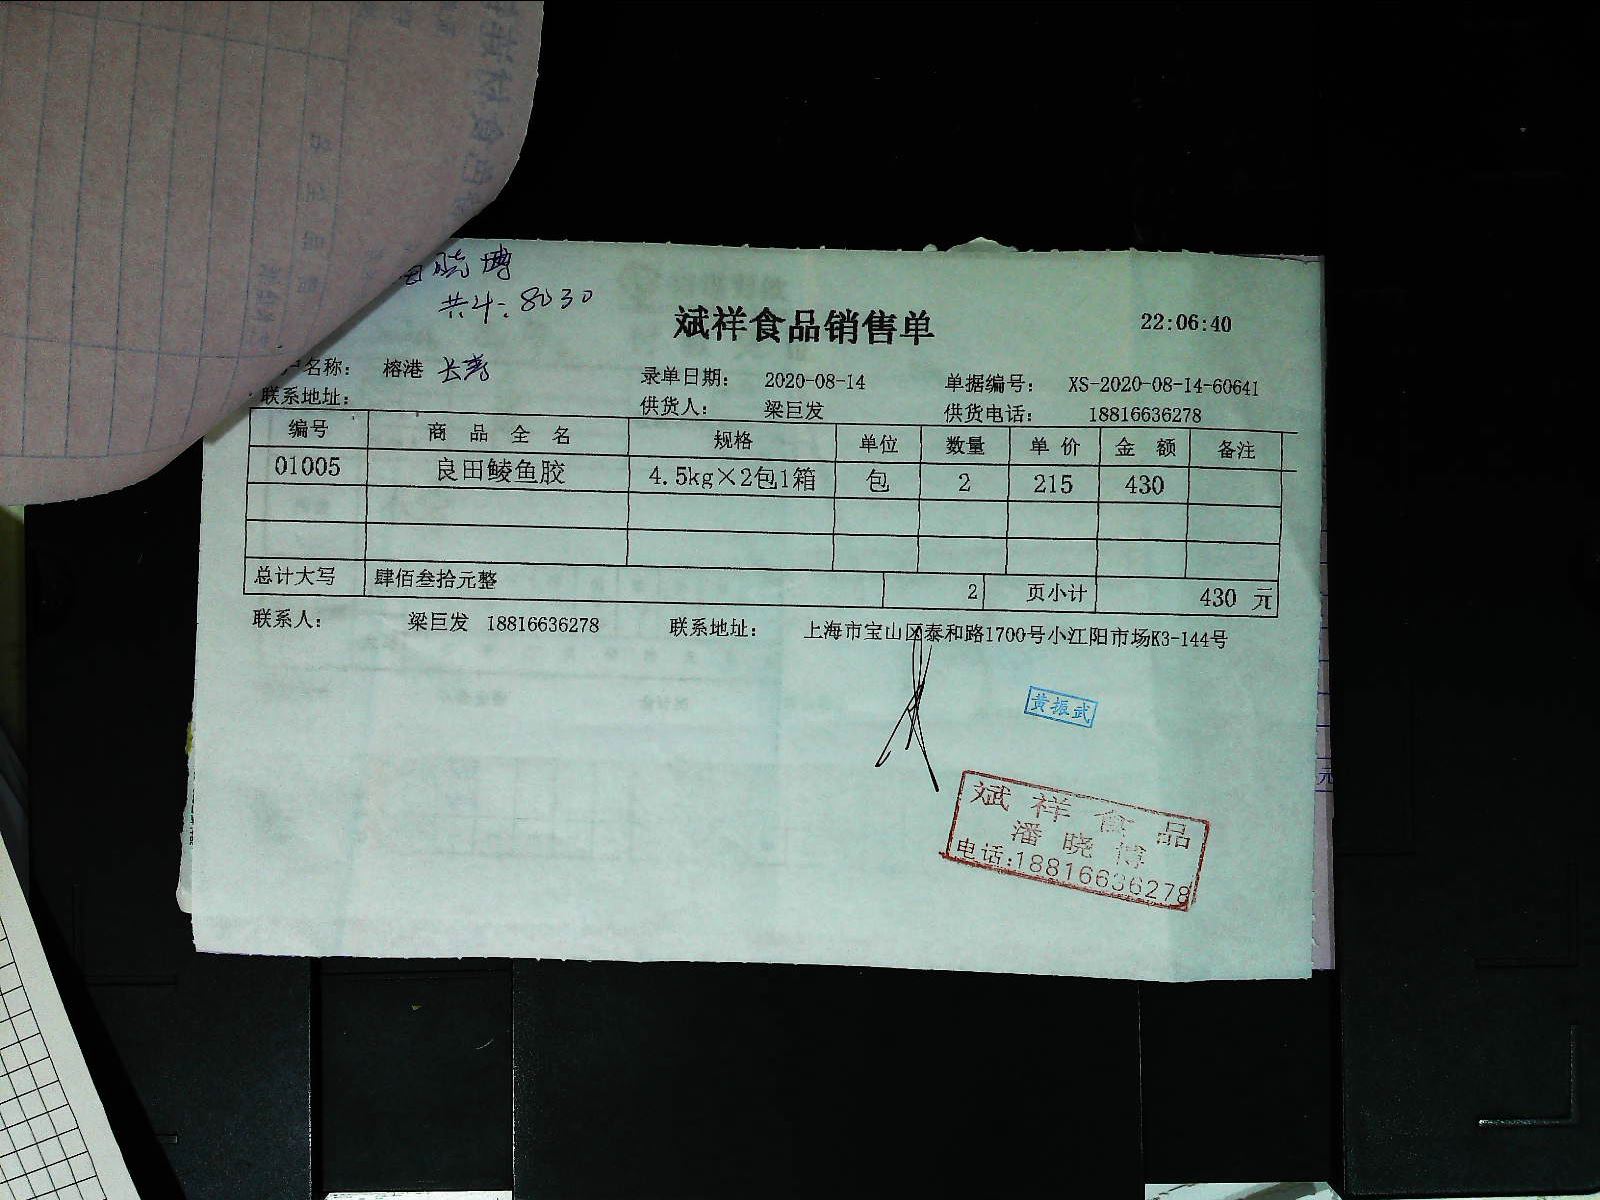 晓博
共斗:8030
斌祥食品销售单
22:06:40
户名称: 榕港
录单日期: 2020-08-14
单据编号: XS-2020-08-14-60641
联系地址:
供货人: 梁巨发
供货电话: 18816636278
编号 商品全名 规格 单位 数量 单价 金额 备注
01005 良田鲮鱼胶 4.5kg×2包1箱 包 2 215 430
总计大写 肆佰叁拾元整 2 页小计 430 元
联系人: 梁巨发 18816636278 联系地址: 上海市宝山区泰和路1700号小江阳市场K3-144号
黄振武
斌祥食品
潘晓博
电话:18816636278
元